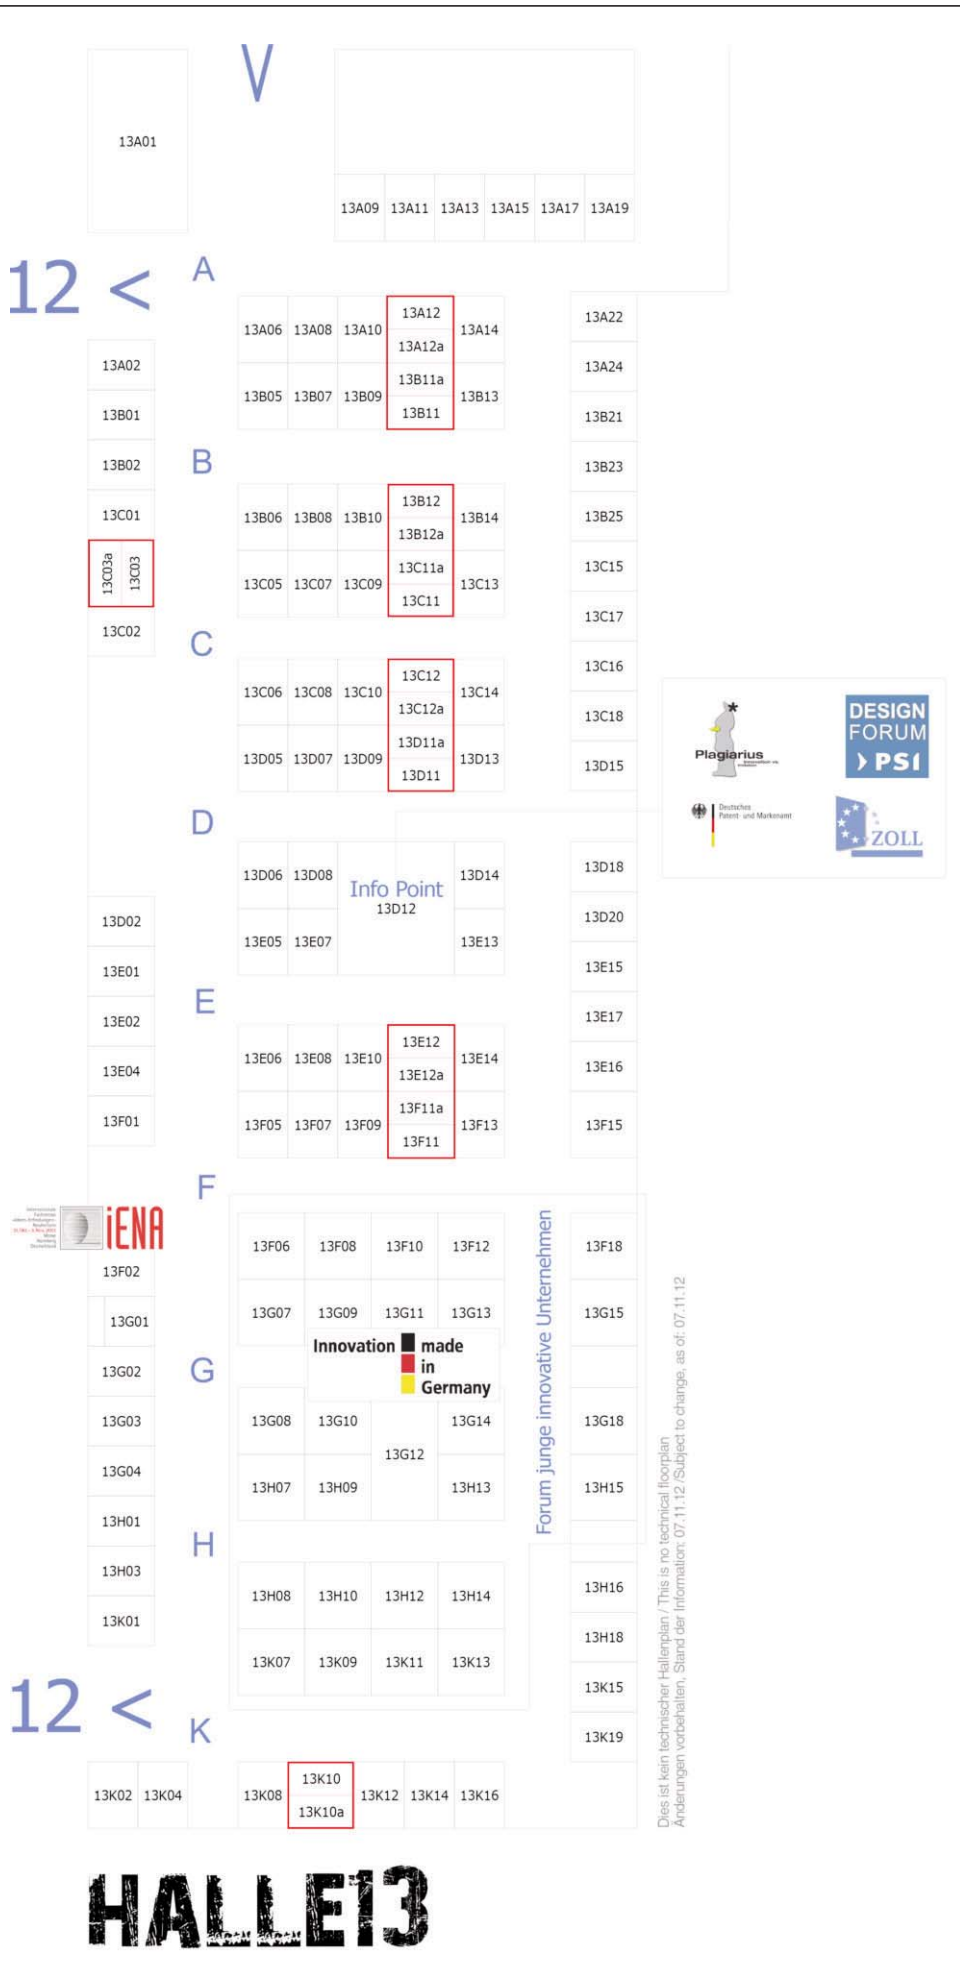 V
13A01
13A09 13A11 13A13 13A15 13A17 13A19
12 < A
13A06 13A08 13A10 13A12 13A14 13A22
13A12a
13A02 13A24
13B05 13B07 13B09 13B11a 13B13
13B11
13B01 13B21
13B02 B 13B23
13C01 13B06 13B08 13B10 13B12 13B14 13B25
13B12a
13C03a 13C03 13C05 13C07 13C09 13C11a 13C13 13C15
13C11
13C02 C 13C17
13C06 13C08 13C10 13C12 13C14 13C16
13C12a
13D05 13D07 13D09 13D11a 13D13 13C18
13D11
13D15
Plagiarius
DESIGN
FORUM
PSI
Deutsches
Patent- und Markenamt
ZOLL
D
13D06 13D08 Info Point 13D14 13D18
13D12
13D02 13E05 13E07 13E13 13D20
13E01 13E15
13E02 E 13E17
13E04 13E06 13E08 13E10 13E12 13E14 13E16
13E12a
13F01 13F05 13F07 13F09 13F11a 13F13 13F15
13F11
F
iENA
13F02 13F06 13F08 13F10 13F12 13F18
13G01 13G07 13G09 13G11 13G13 13G15
Innovation made
in
Germany
13G02 G
13G03 13G08 13G10 13G14 13G18
13G12
13G04 13H07 13H09 13H13 13H15
Forum junge innovative Unternehmen
13H01 H
13H03 13H08 13H10 13H12 13H14 13H16
13K01 13H18
13K07 13K09 13K11 13K13 13K15
12 < K 13K19
13K02 13K04 13K08 13K10 13K12 13K14 13K16
13K10a
Dies ist kein technischer Hallenplan / This is no technical floorplan
Änderungen vorbehalten, Stand der Information: 07.11.12 /Subject to change, as of: 07.11.12
HALLE13